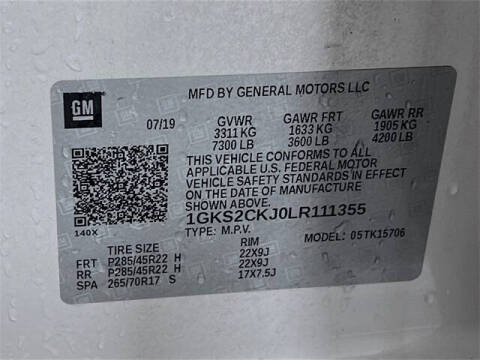 MFD BY GENERAL MOTORS LLC
GM
07/19 GVWR GAWR FRT GAWR RR
3311 KG 1633 KG 1905 KG
7300 LB 3600 LB 4200 LB
THIS VEHICLE CONFORMS TO ALL
APPLICABLE U.S. FEDERAL MOTOR
VEHICLE SAFETY STANDARDS IN EFFECT
ON THE DATE OF MANUFACTURE SHOWN
ABOVE.
1GKS2CKJ0LR111355
140X TYPE: M.P.V. MODEL: 05TK15706
TIRE SIZE RIM
FRT P285/45R22 H 22X9J
RR P285/45R22 H 22X9J
SPA 265/70R17 S 17X7.5J